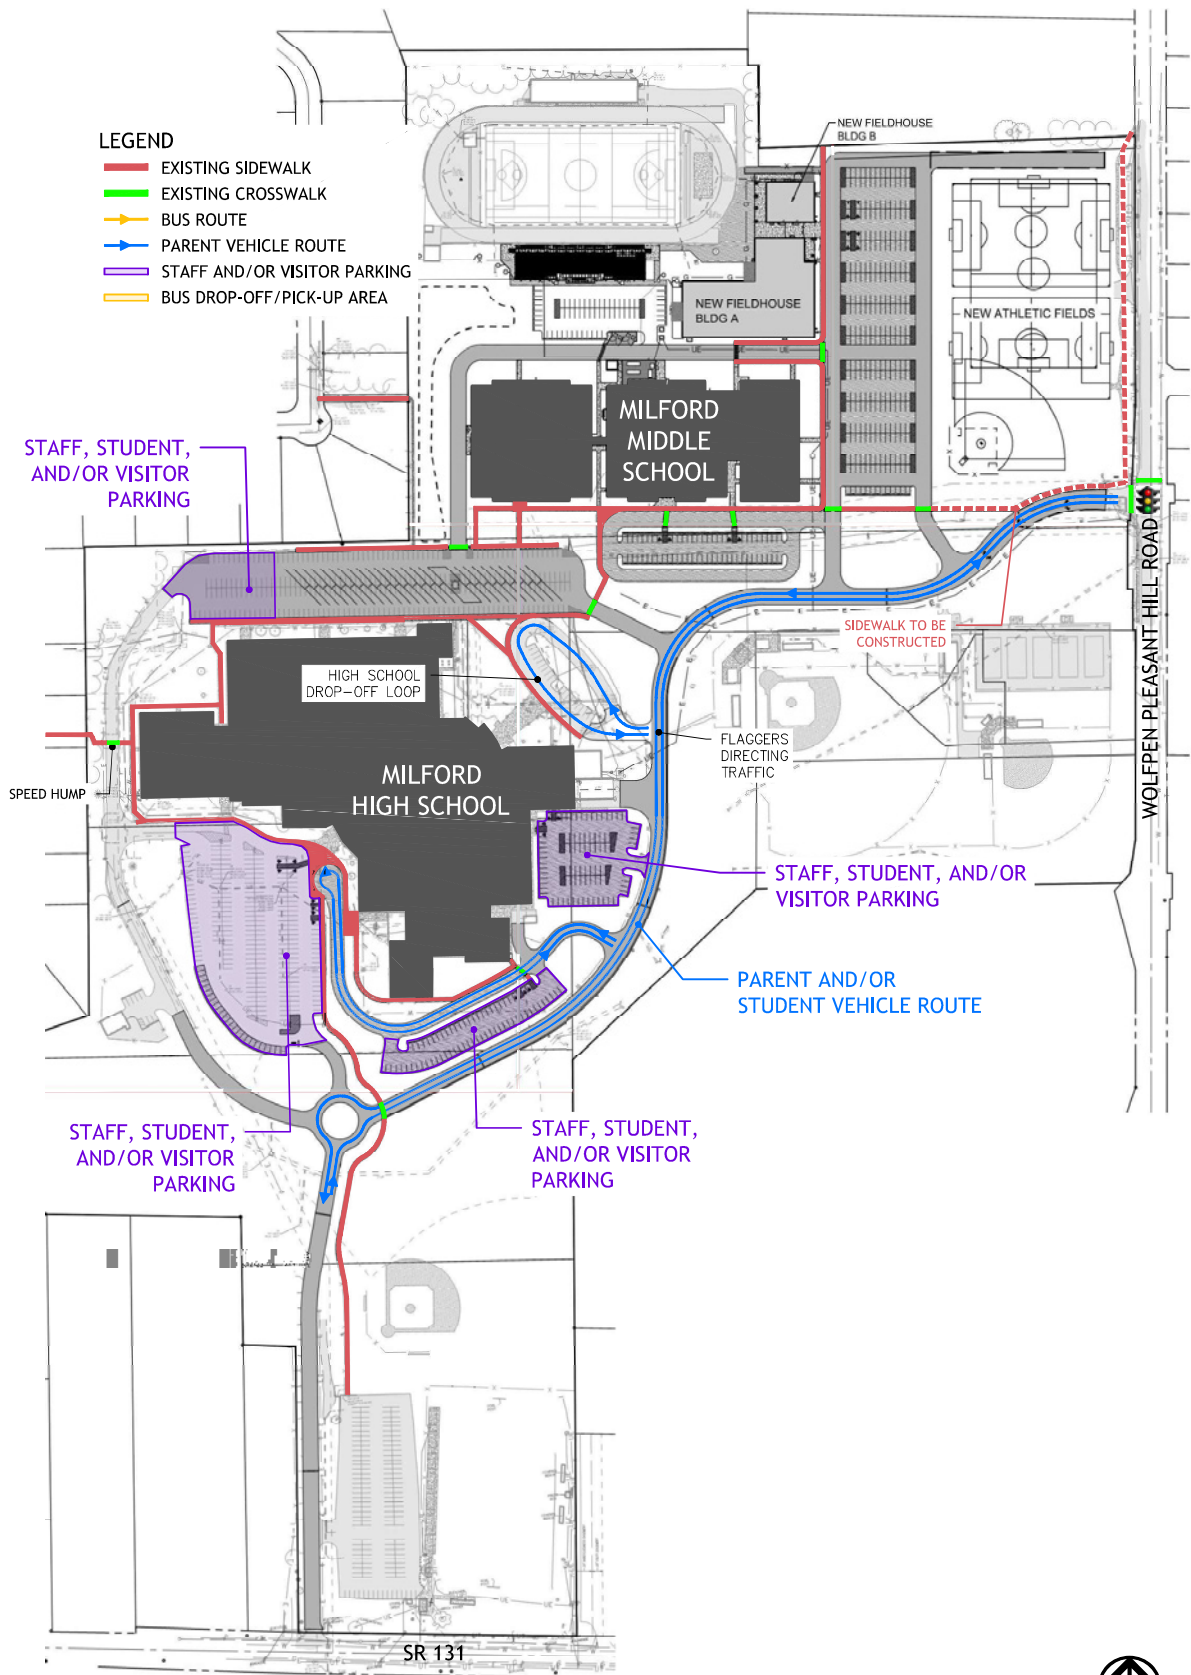 LEGEND
EXISTING SIDEWALK
EXISTING CROSSWALK
BUS ROUTE
PARENT VEHICLE ROUTE
STAFF AND/OR VISITOR PARKING
BUS DROP-OFF/PICK-UP AREA
NEW FIELDHOUSE
BLDG B
NEW FIELDHOUSE
BLDG A
NEW ATHLETIC FIELDS
MILFORD
MIDDLE
SCHOOL
STAFF, STUDENT,
AND/OR VISITOR
PARKING
WOLFPEN PLEASANT HILL ROAD
SIDEWALK TO BE
CONSTRUCTED
HIGH SCHOOL
DROP-OFF LOOP
FLAGGERS
DIRECTING
TRAFFIC
MILFORD
HIGH SCHOOL
SPEED HUMP
STAFF, STUDENT, AND/OR
VISITOR PARKING
PARENT AND/OR
STUDENT VEHICLE ROUTE
STAFF, STUDENT,
AND/OR VISITOR
PARKING
STAFF, STUDENT,
AND/OR VISITOR
PARKING
SR 131